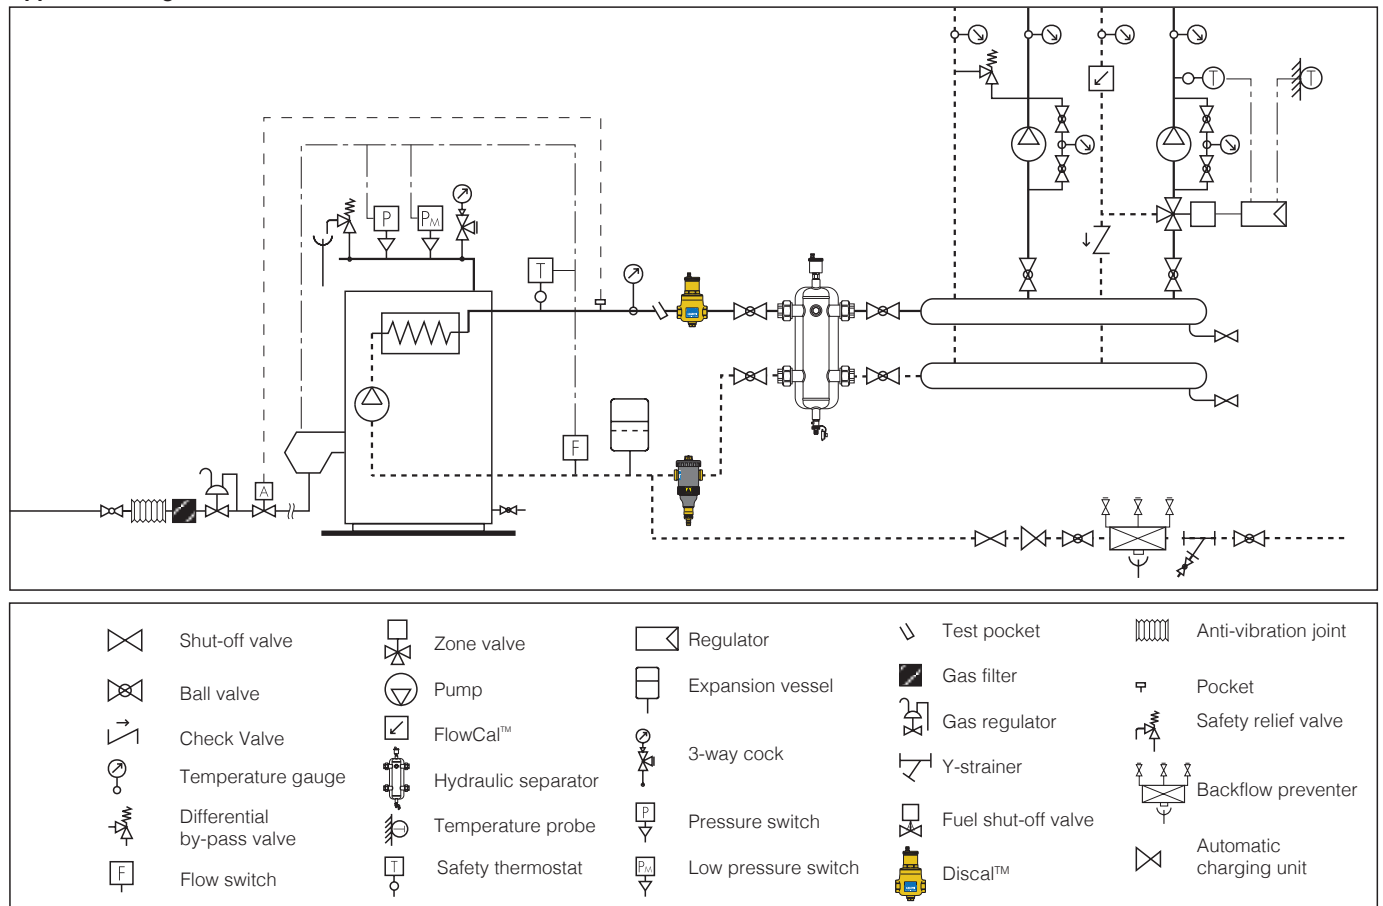 T
T
P
PM
T
F
A
Shut-off valve
Ball valve
Check Valve
Temperature gauge
Differential
by-pass valve
F
Flow switch
Zone valve
Pump
FlowCal™
Hydraulic separator
Temperature probe
T
Safety thermostat
Regulator
Expansion vessel
3-way cock
P
Pressure switch
PM
Low pressure switch
Test pocket
Gas filter
Gas regulator
Y-strainer
Fuel shut-off valve
Discal™
Anti-vibration joint
Pocket
Safety relief valve
Backflow preventer
Automatic
charging unit